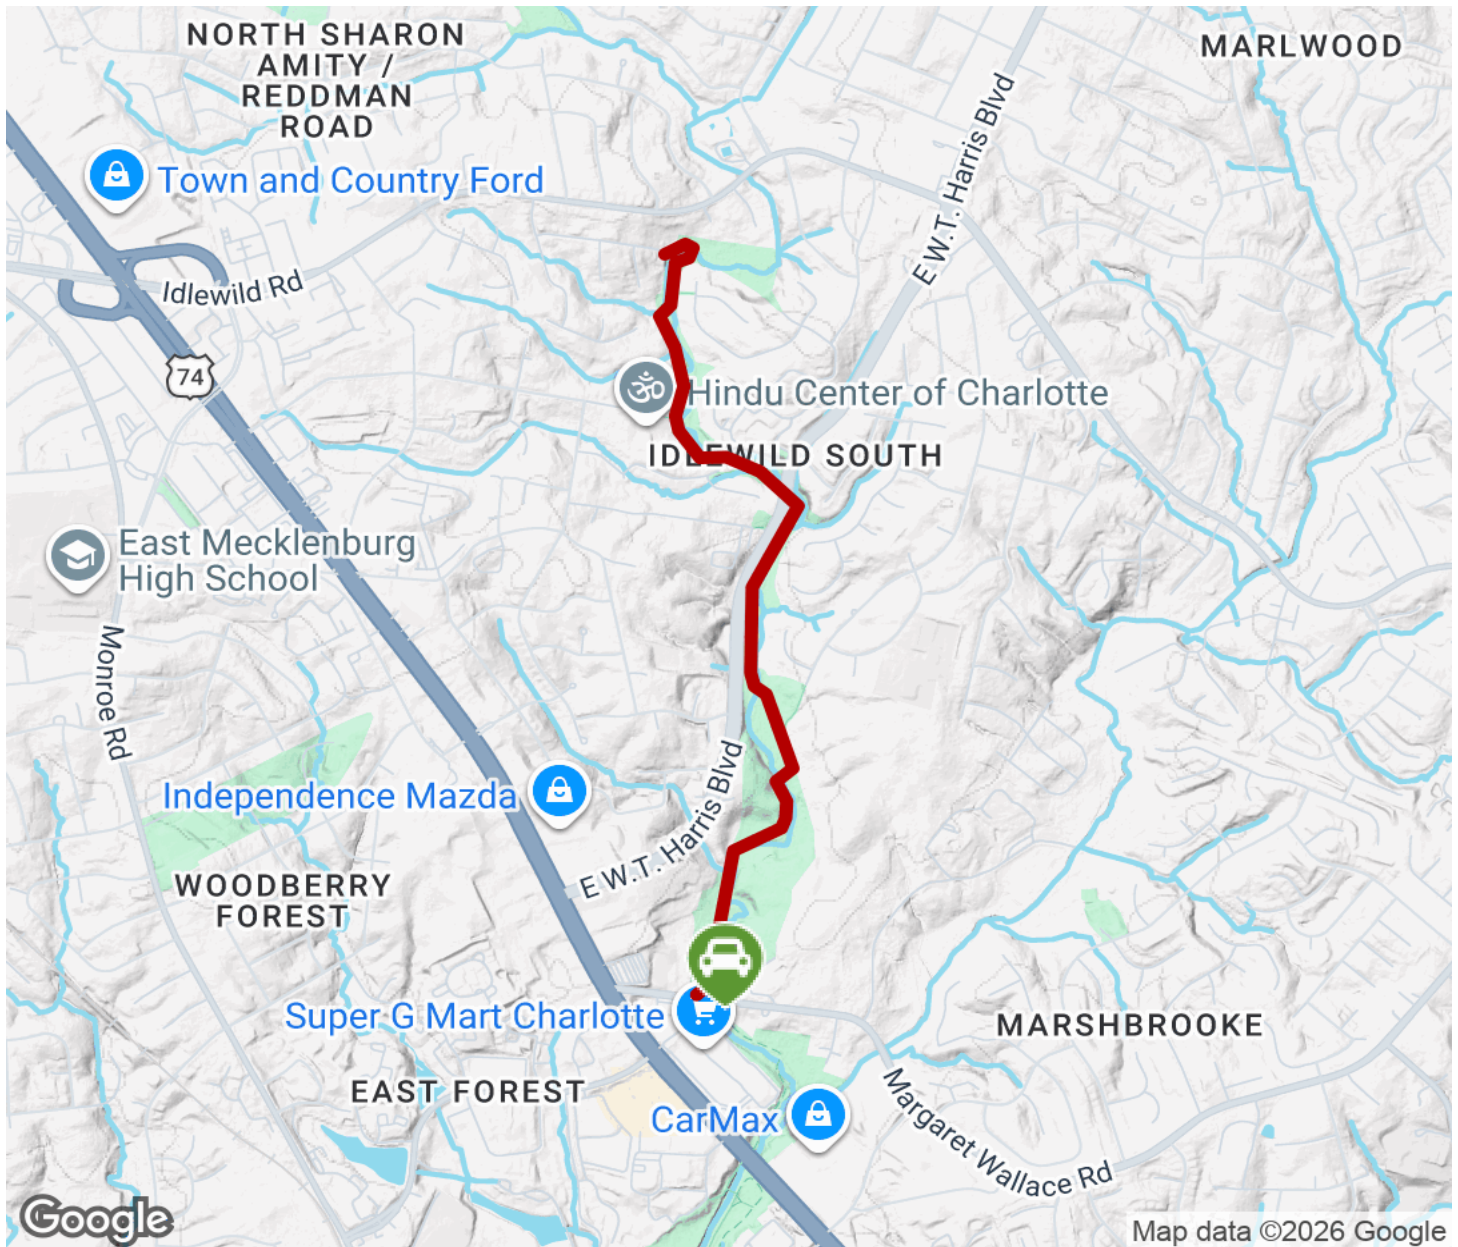 NORTH SHARON
AMITY /
REDDMAN
ROAD
MARLWOOD
Town and Country Ford
E W.T. Harris Blvd
Idlewild Rd
74
Hindu Center of Charlotte
IDLEWILD SOUTH
East Mecklenburg
High School
Monroe Rd
Independence Mazda
E W.T. Harris Blvd
WOODBERRY
FOREST
Super G Mart Charlotte
MARSHBROOKE
EAST FOREST
CarMax
Margaret Wallace Rd
Google
Map data ©2026 Google